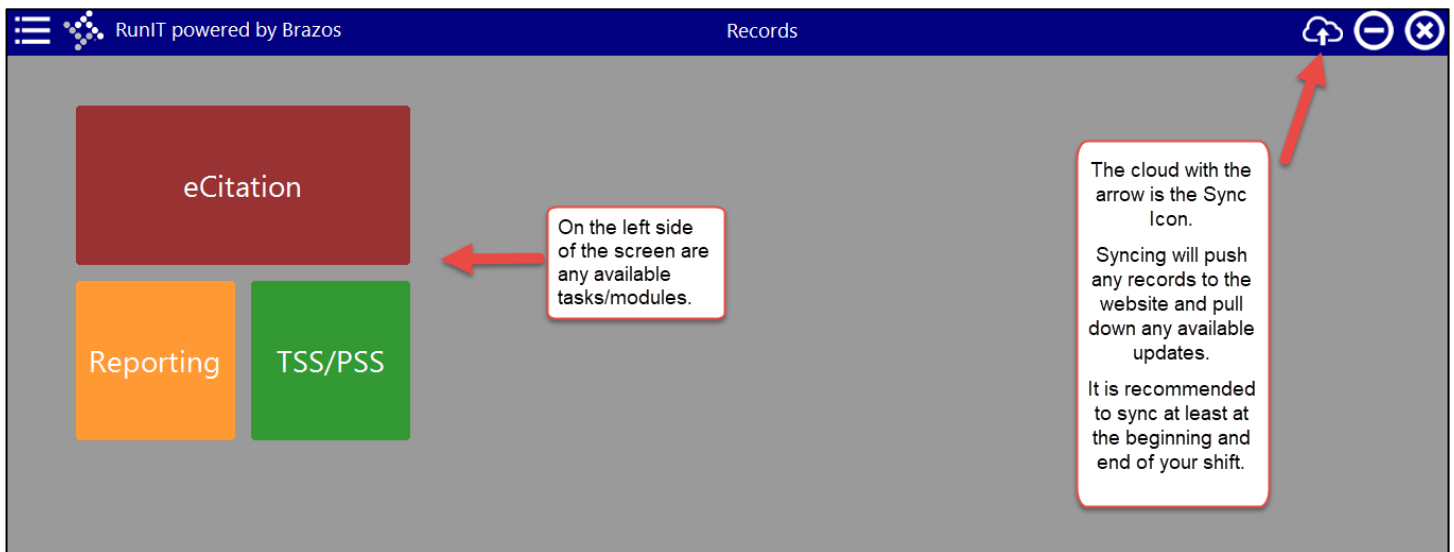 RunIT powered by Brazos
Records
eCitation
Reporting
TSS/PSS
On the left side
of the screen are
any available
tasks/modules.
The cloud with the
arrow is the Sync
Icon.
Syncing will push
any records to the
website and pull
down any available
updates.
It is recommended
to sync at least at
the beginning and
end of your shift.